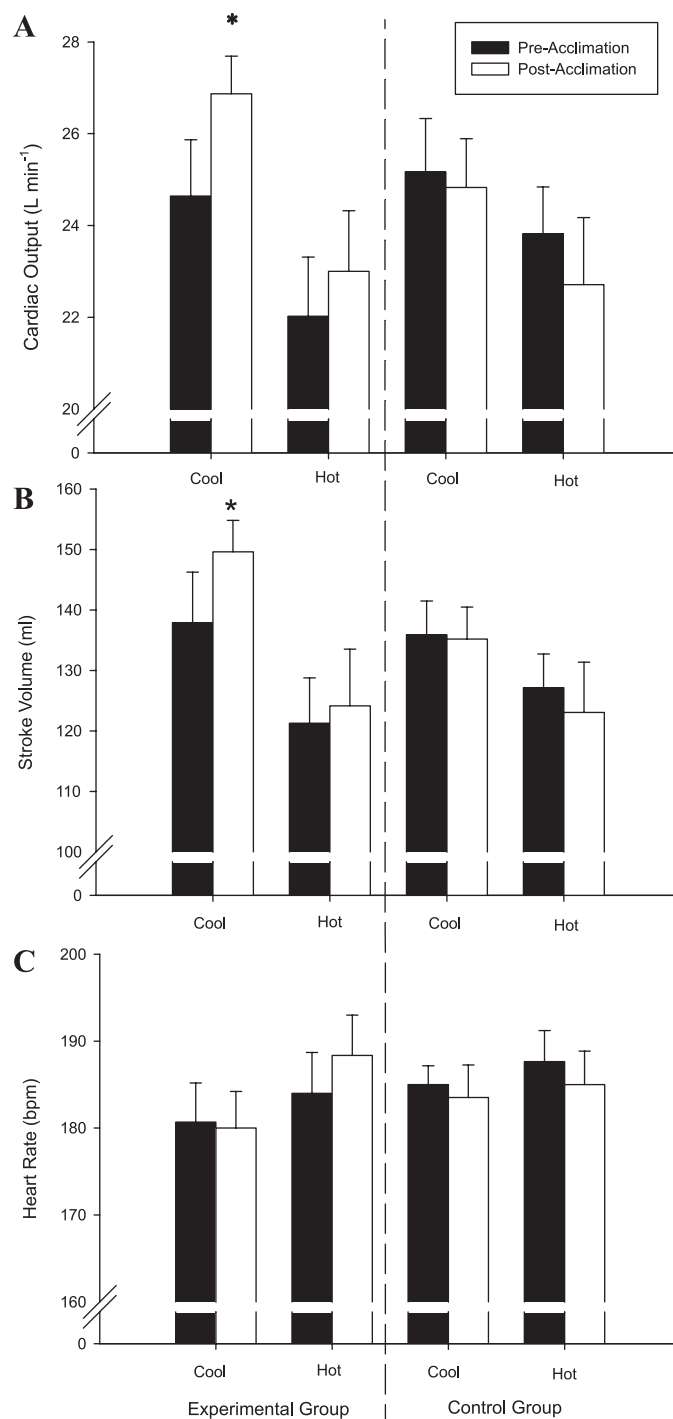 A
*
28
26
24
22
20
0
Cardiac Output (L min⁻¹)
Pre-Acclimation
Post-Acclimation
Cool Hot Cool Hot
B
*
160
150
140
130
120
110
100
0
Stroke Volume (ml)
Cool Hot Cool Hot
C
200
190
180
170
160
0
Heart Rate (bpm)
Cool Hot Cool Hot
Experimental Group Control Group